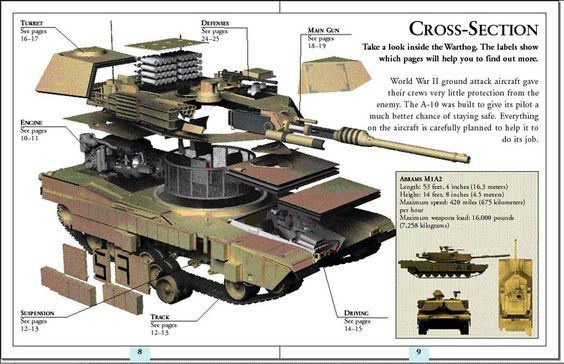 TURRET
See pages
16–17
DEFENSES
See pages
24–25
MAIN GUN
See pages
18–19
CROSS-SECTION
Take a look inside the Warthog. The labels show
which pages will help you to find out more.
World War II ground attack aircraft gave
their crews very little protection from the
enemy. The A-10 was built to give its pilot a
much better chance of staying safe. Everything
on the aircraft is carefully planned to help it to
do its job.
ENGINE
See pages
10–11
ABRAMS M1A2
Length: 53 feet, 4 inches (16.3 meters)
Height: 14 feet, 8 inches (4.5 meters)
Maximum speed: 420 miles (675 kilometers)
per hour
Maximum weapons load: 16,000 pounds
(7,258 kilograms)
SUSPENSION
See pages
12–13
TRACK
See pages
12–13
DRIVING
See pages
14–15
8
9